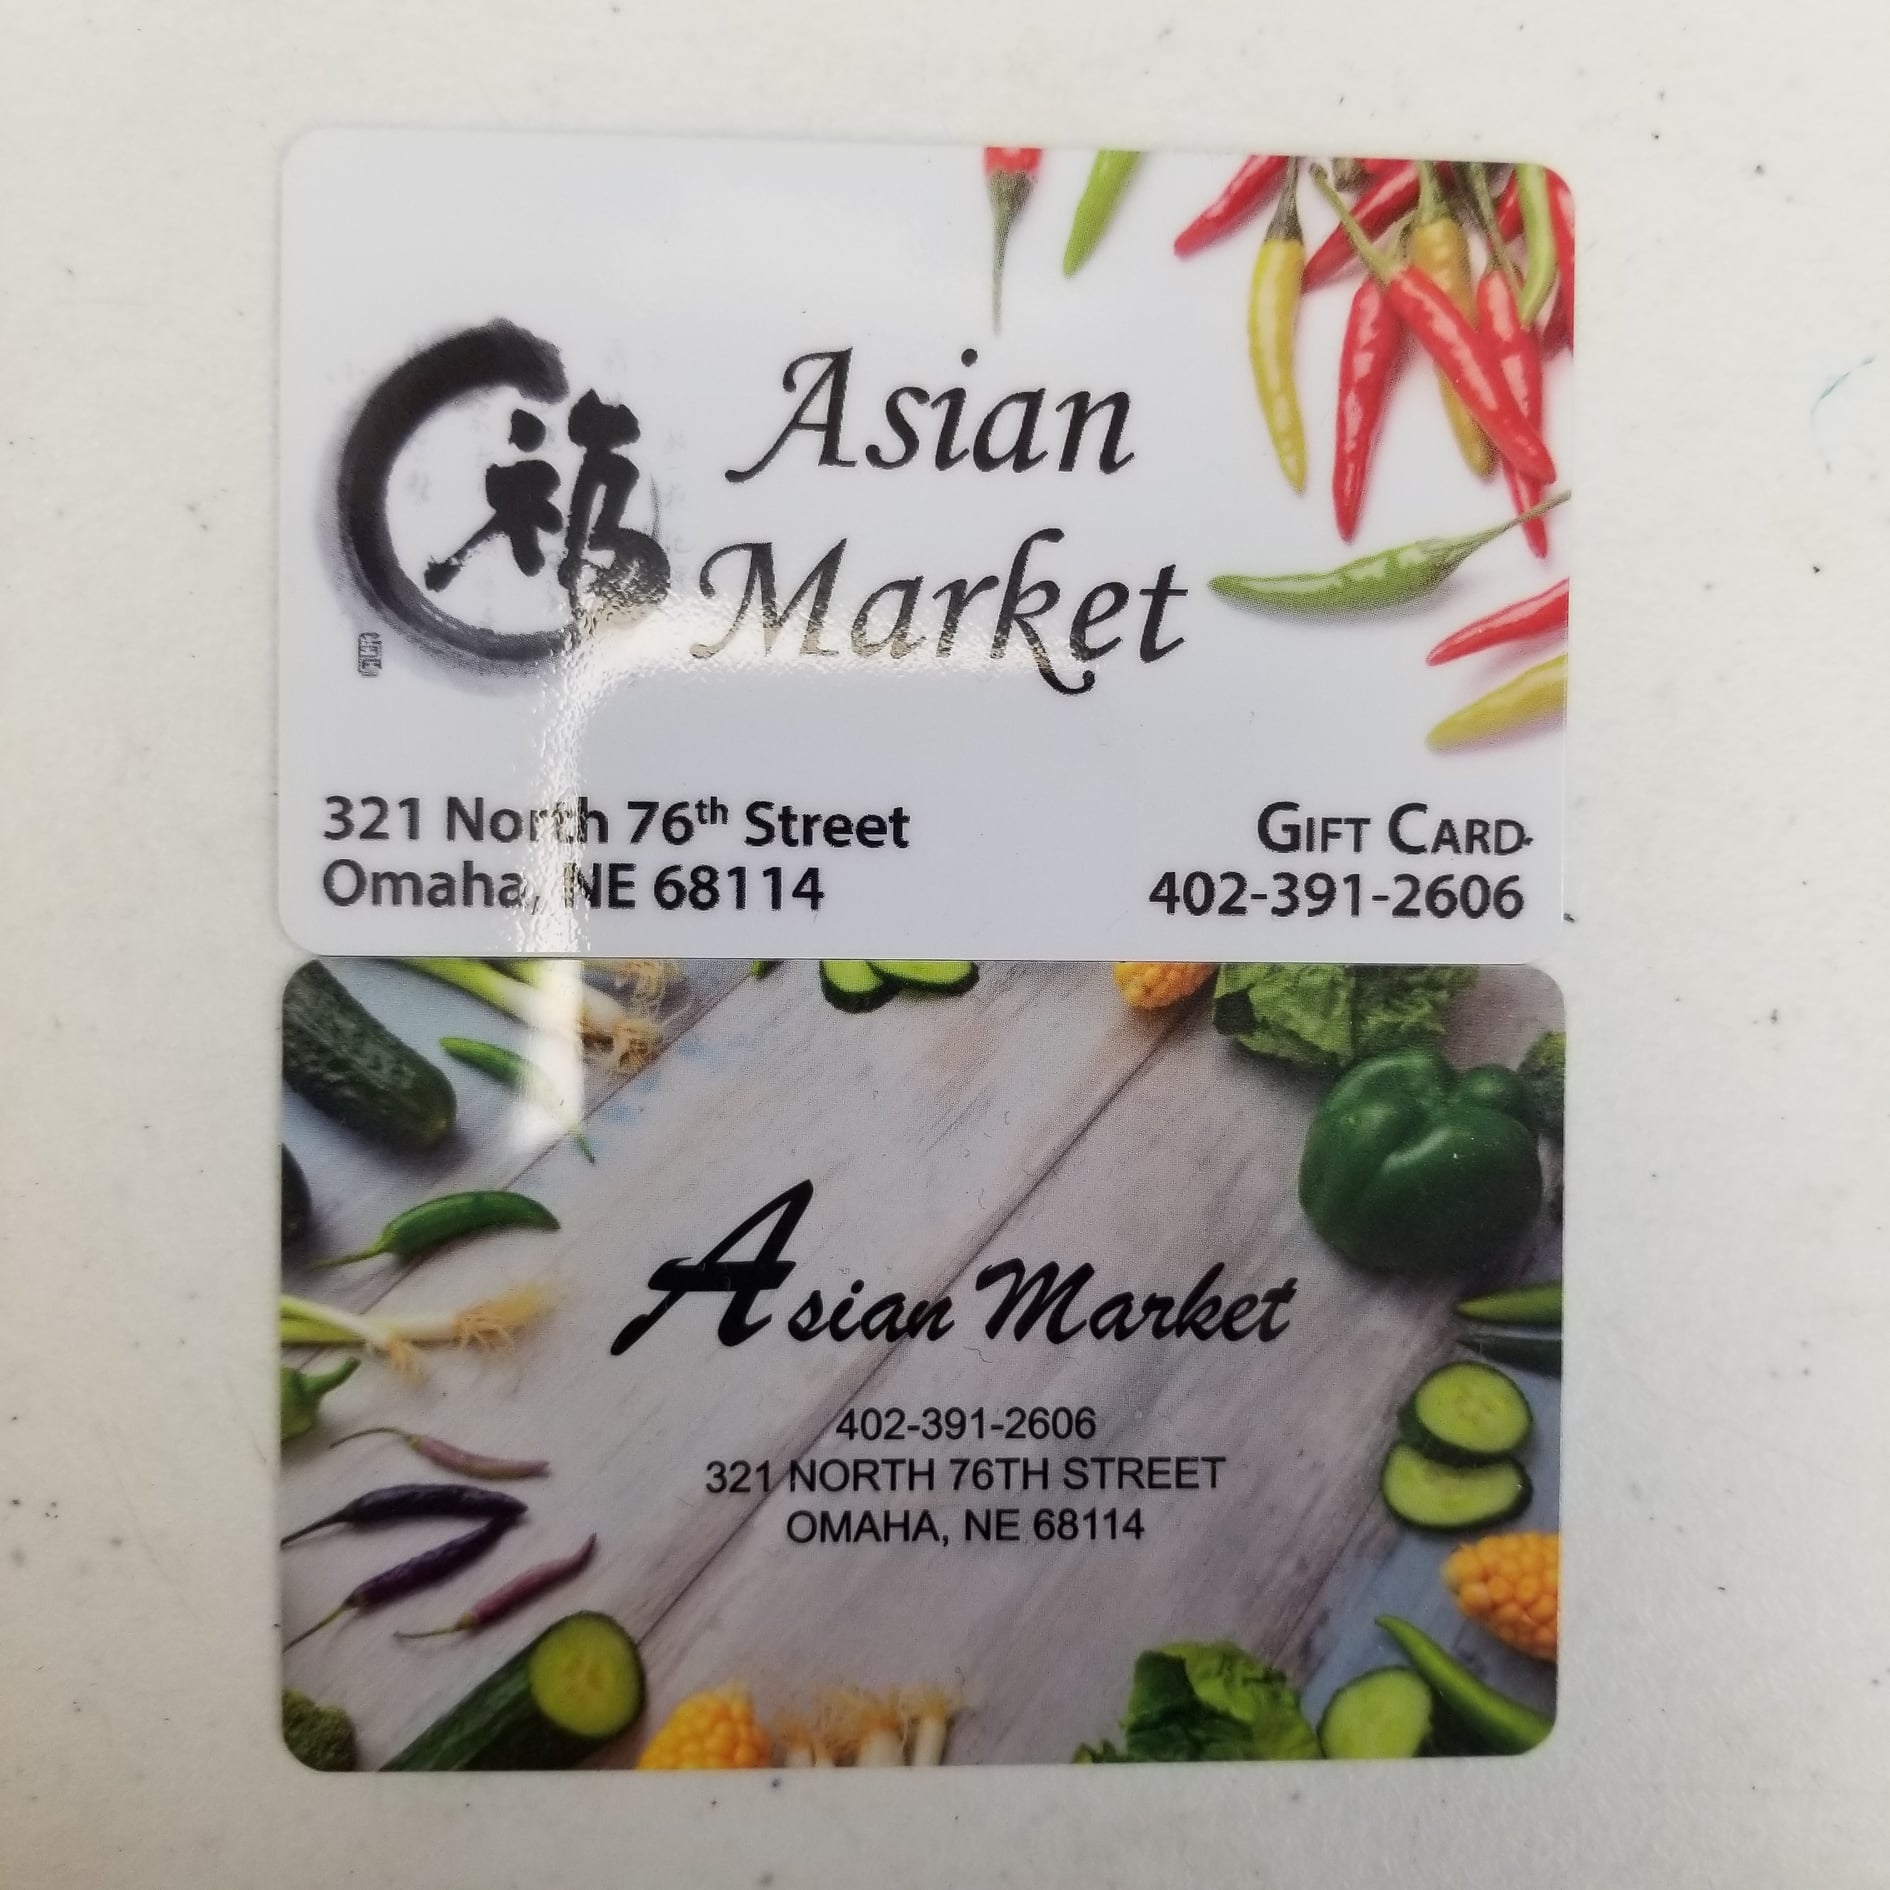 福
Asian
Market
321 North 76th Street
Omaha, NE 68114
GIFT CARD
402-391-2606
Asian Market
402-391-2606
321 NORTH 76TH STREET
OMAHA, NE 68114